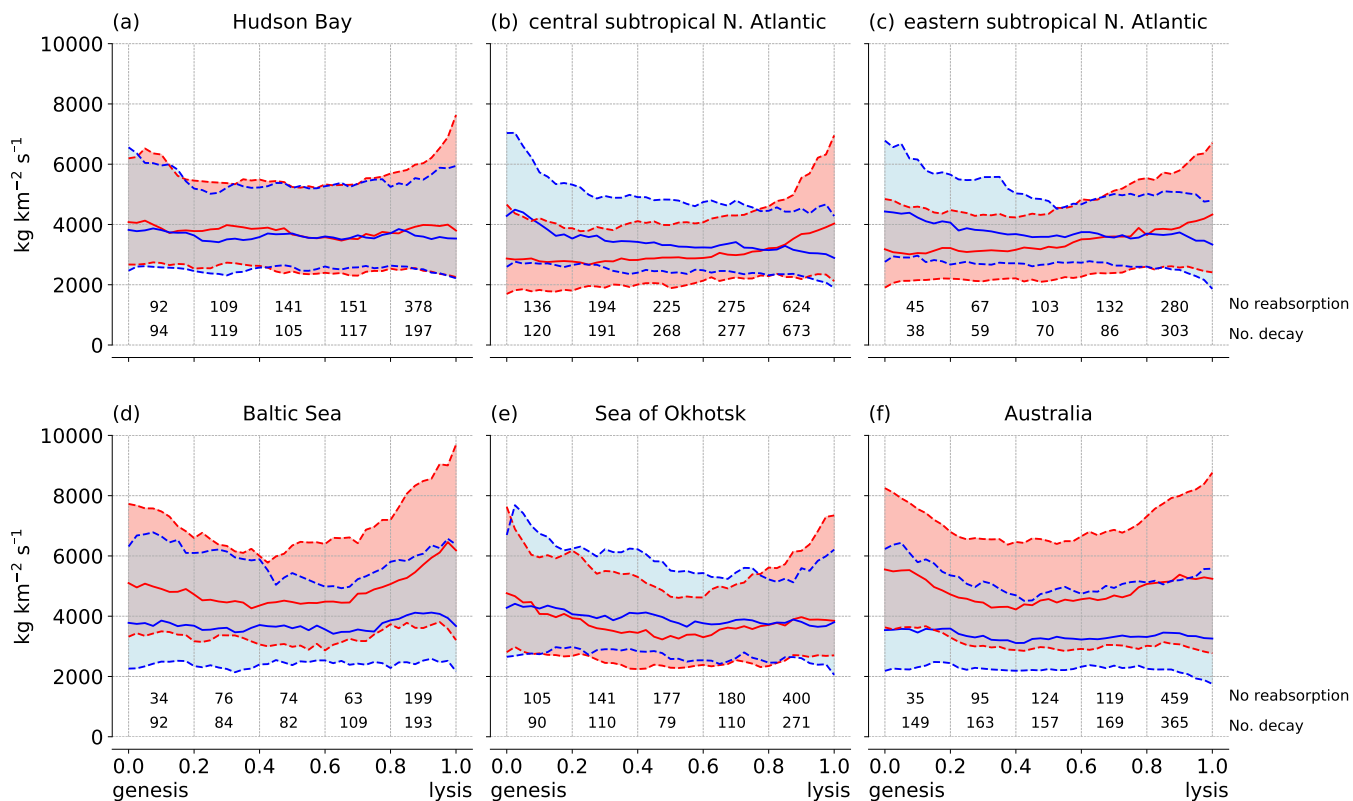 (a) Hudson Bay
(b) central subtropical N. Atlantic
(c) eastern subtropical N. Atlantic
10000
8000
6000
4000
2000
0
kg km−2 s−1
92 109 141 151 378
94 119 105 117 197
136 194 225 275 624
120 191 268 277 673
45 67 103 132 280 No reabsorption
38 59 70 86 303 No. decay
(d) Baltic Sea
(e) Sea of Okhotsk
(f) Australia
10000
8000
6000
4000
2000
0
kg km−2 s−1
34 76 74 63 199
92 84 82 109 193
105 141 177 180 400
90 110 79 110 271
35 95 124 119 459 No reabsorption
149 163 157 169 365 No. decay
0.0 0.2 0.4 0.6 0.8 1.0
genesis lysis
0.0 0.2 0.4 0.6 0.8 1.0
genesis lysis
0.0 0.2 0.4 0.6 0.8 1.0
genesis lysis